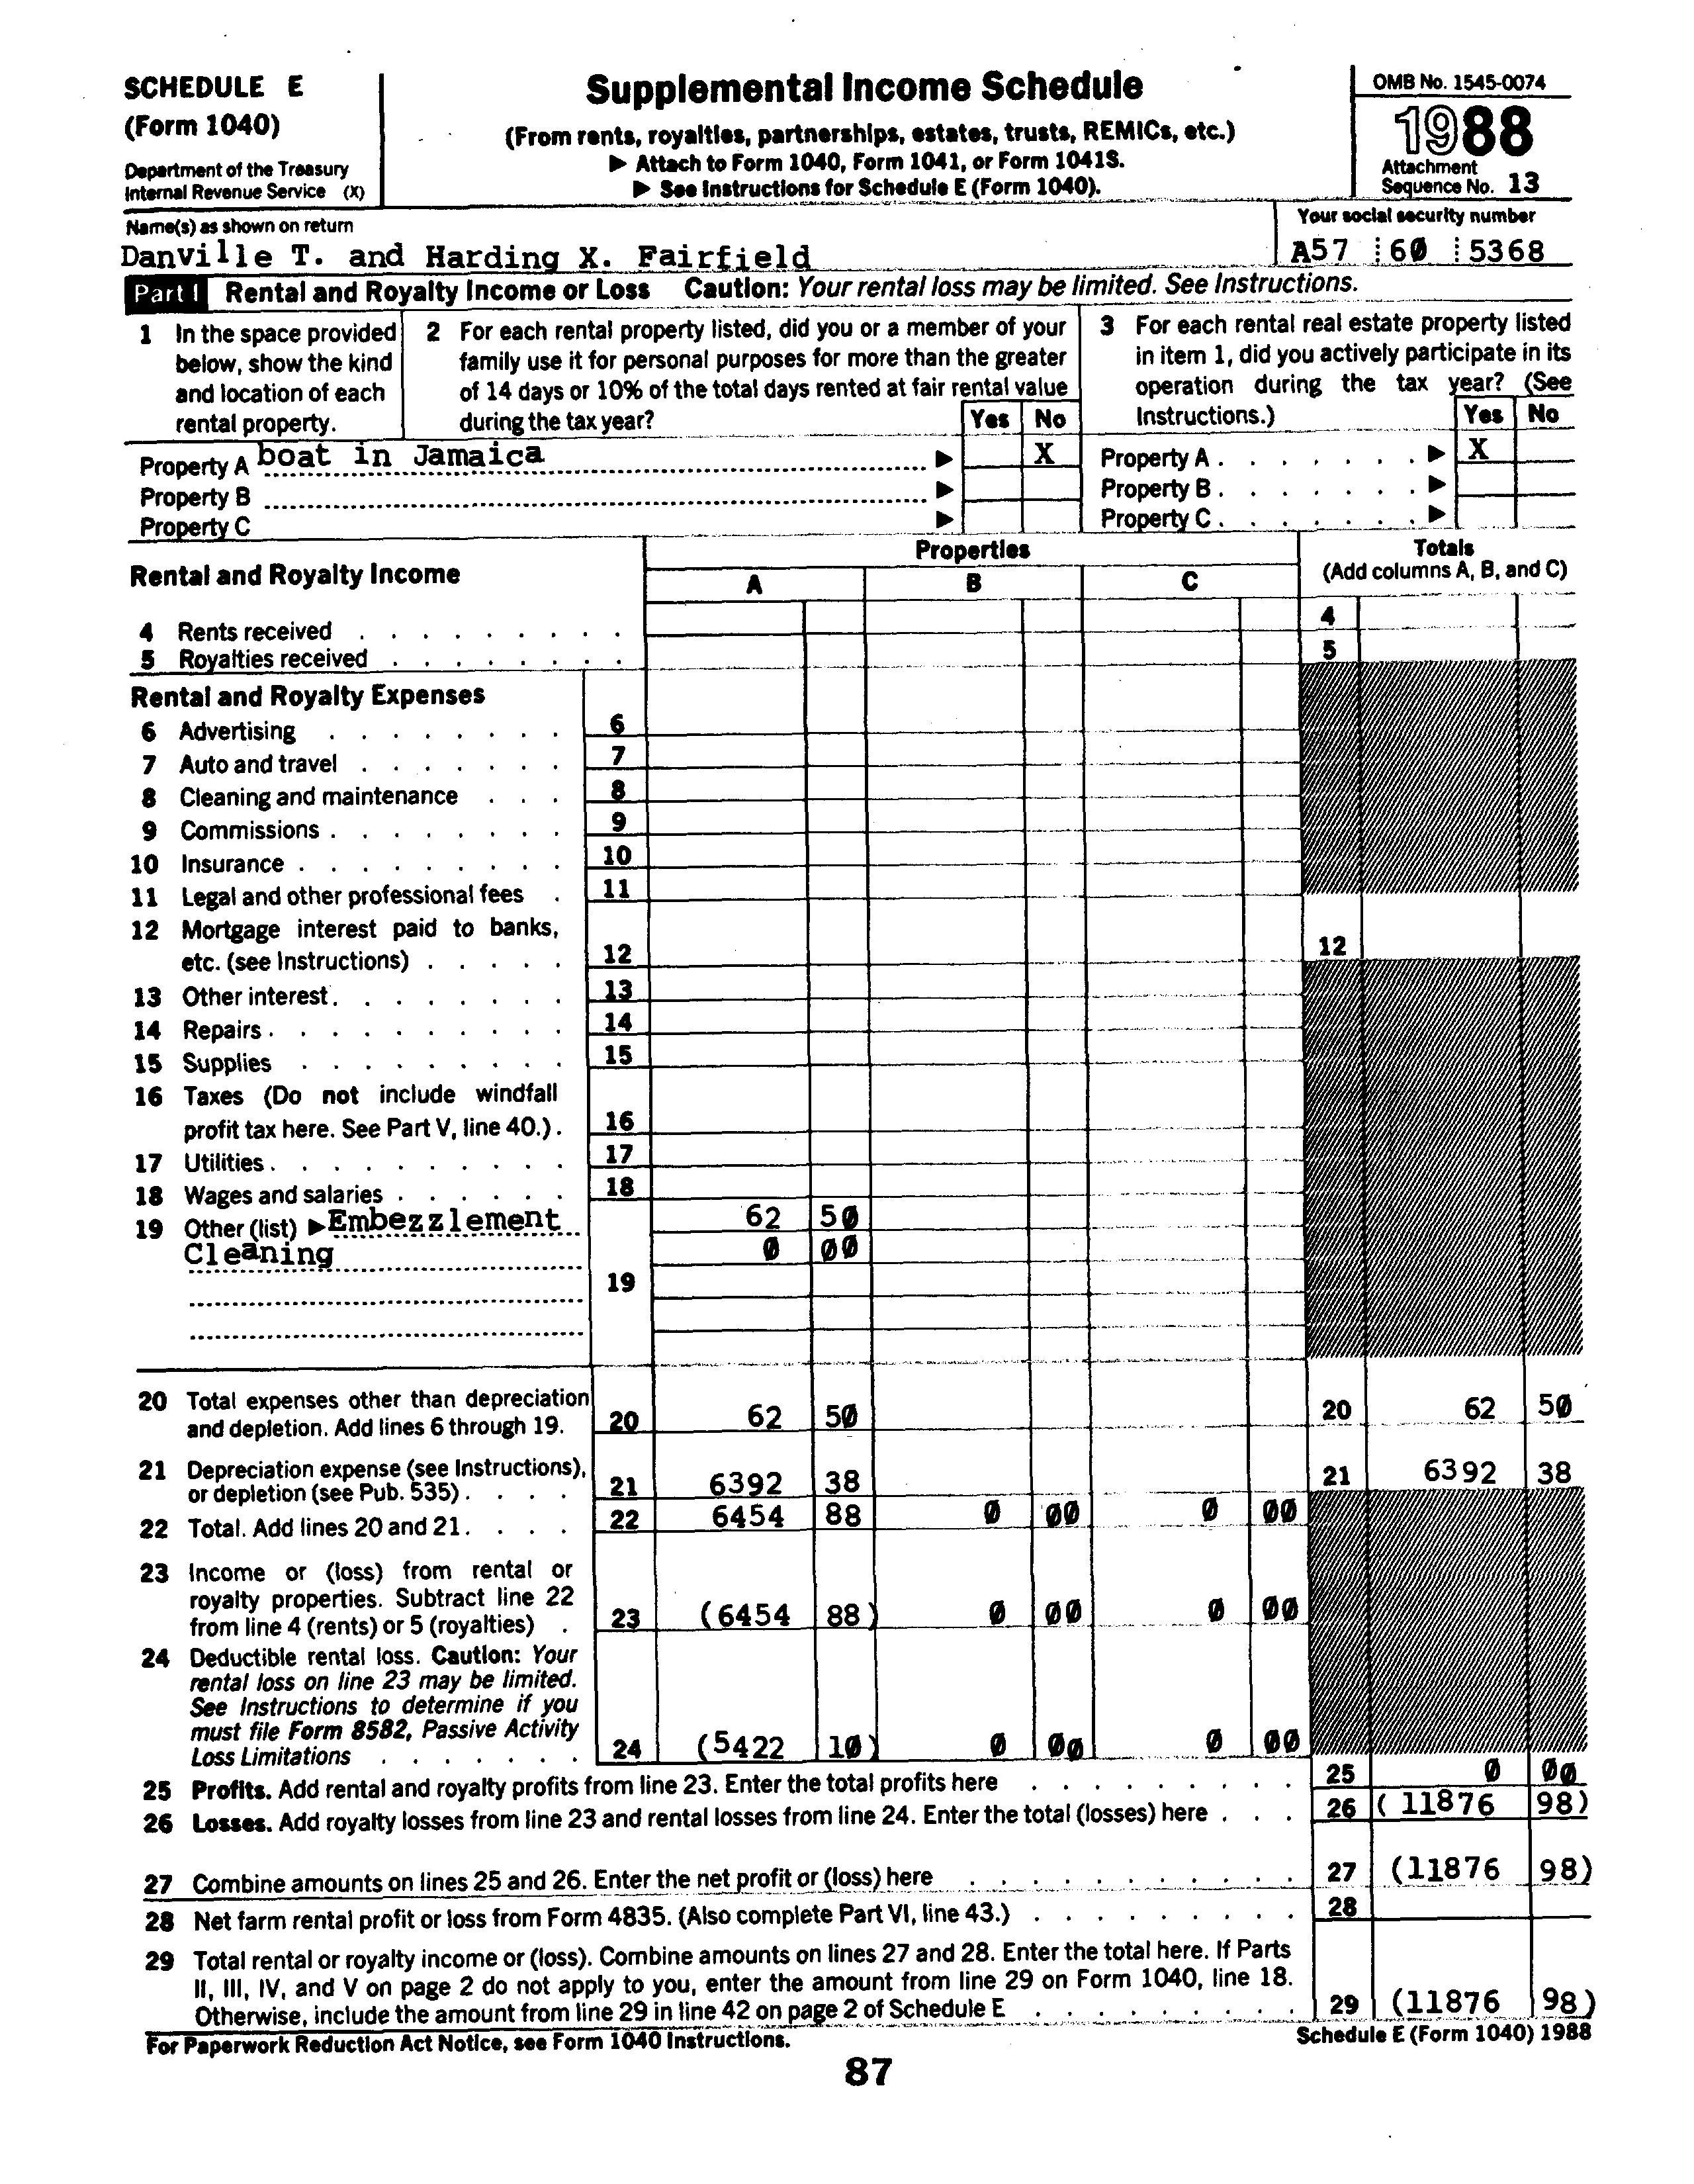 SCHEDULE E
(Form 1040)
Department of the Treasury
Internal Revenue Service (X)
Supplemental Income Schedule
(From rents, royalties, partnerships, estates, trusts, REMICs, etc.)
▶ Attach to Form 1040, Form 1041, or Form 1041S.
▶ See Instructions for Schedule E (Form 1040).
OMB No. 1545-0074
1988
Attachment
Sequence No. 13
Name(s) as shown on return
Danville T. and Harding X. Fairfield
Your social security number
A57 60 5368
Part I Rental and Royalty Income or Loss Caution: Your rental loss may be limited. See Instructions.
1 In the space provided
below, show the kind
and location of each
rental property.
2 For each rental property listed, did you or a member of your
family use it for personal purposes for more than the greater
of 14 days or 10% of the total days rented at fair rental value
during the tax year? Yes No
3 For each rental real estate property listed
in item 1, did you actively participate in its
operation during the tax year? (See
Instructions.) Yes No
Property A boat in Jamaica ▶ X Property A ▶ X
Property B ▶ Property B ▶
Property C ▶ Property C ▶
Rental and Royalty Income
Properties
A B C
Totals
(Add columns A, B, and C)
4 Rents received 4
5 Royalties received 5
Rental and Royalty Expenses
6 Advertising 6
7 Auto and travel 7
8 Cleaning and maintenance 8
9 Commissions 9
10 Insurance 10
11 Legal and other professional fees 11
12 Mortgage interest paid to banks,
etc. (see Instructions) 12 12
13 Other interest 13
14 Repairs 14
15 Supplies 15
16 Taxes (Do not include windfall
profit tax here. See Part V, line 40.) 16
17 Utilities 17
18 Wages and salaries 18
19 Other (list) ▶ Embezzlement 62 50
Cleaning 0 00
19
20 Total expenses other than depreciation
and depletion. Add lines 6 through 19. 20 62 50 20 62 50
21 Depreciation expense (see Instructions),
or depletion (see Pub. 535) 21 6392 38 21 6392 38
22 Total. Add lines 20 and 21 22 6454 88 0 00 0 00
23 Income or (loss) from rental or
royalty properties. Subtract line 22
from line 4 (rents) or 5 (royalties) 23 (6454 88) 0 00 0 00
24 Deductible rental loss. Caution: Your
rental loss on line 23 may be limited.
See Instructions to determine if you
must file Form 8582, Passive Activity
Loss Limitations 24 (5422 10) 0 00 0 00
25 Profits. Add rental and royalty profits from line 23. Enter the total profits here 25 0 00
26 Losses. Add royalty losses from line 23 and rental losses from line 24. Enter the total (losses) here 26 (11876 98)
27 Combine amounts on lines 25 and 26. Enter the net profit or (loss) here 27 (11876 98)
28 Net farm rental profit or loss from Form 4835. (Also complete Part VI, line 43.) 28
29 Total rental or royalty income or (loss). Combine amounts on lines 27 and 28. Enter the total here. If Parts
II, III, IV, and V on page 2 do not apply to you, enter the amount from line 29 on Form 1040, line 18.
Otherwise, include the amount from line 29 in line 42 on page 2 of Schedule E 29 (11876 98)
For Paperwork Reduction Act Notice, see Form 1040 Instructions.
Schedule E (Form 1040) 1988
87